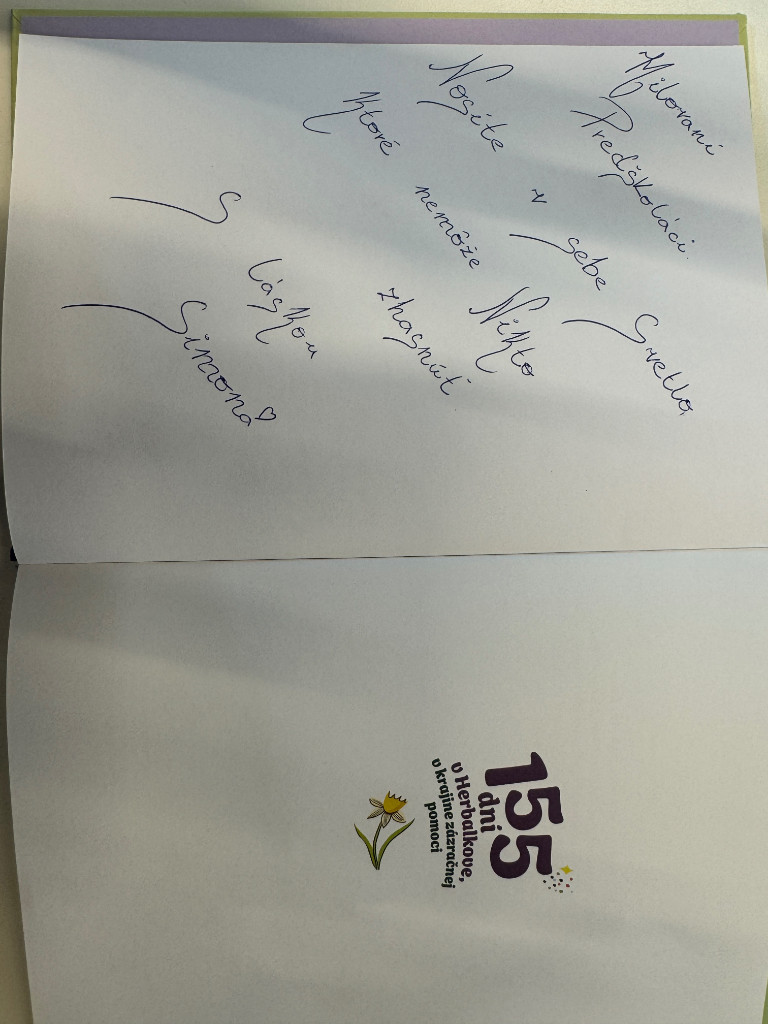 Milovaní
Predškoláci.
Nosíte v sebe Svetlo,
ktoré nemôže Nikto
zhasnúť
S láskou
Simona
155
dní
v Herbalkove,
v krajine zázračnej
pomoci